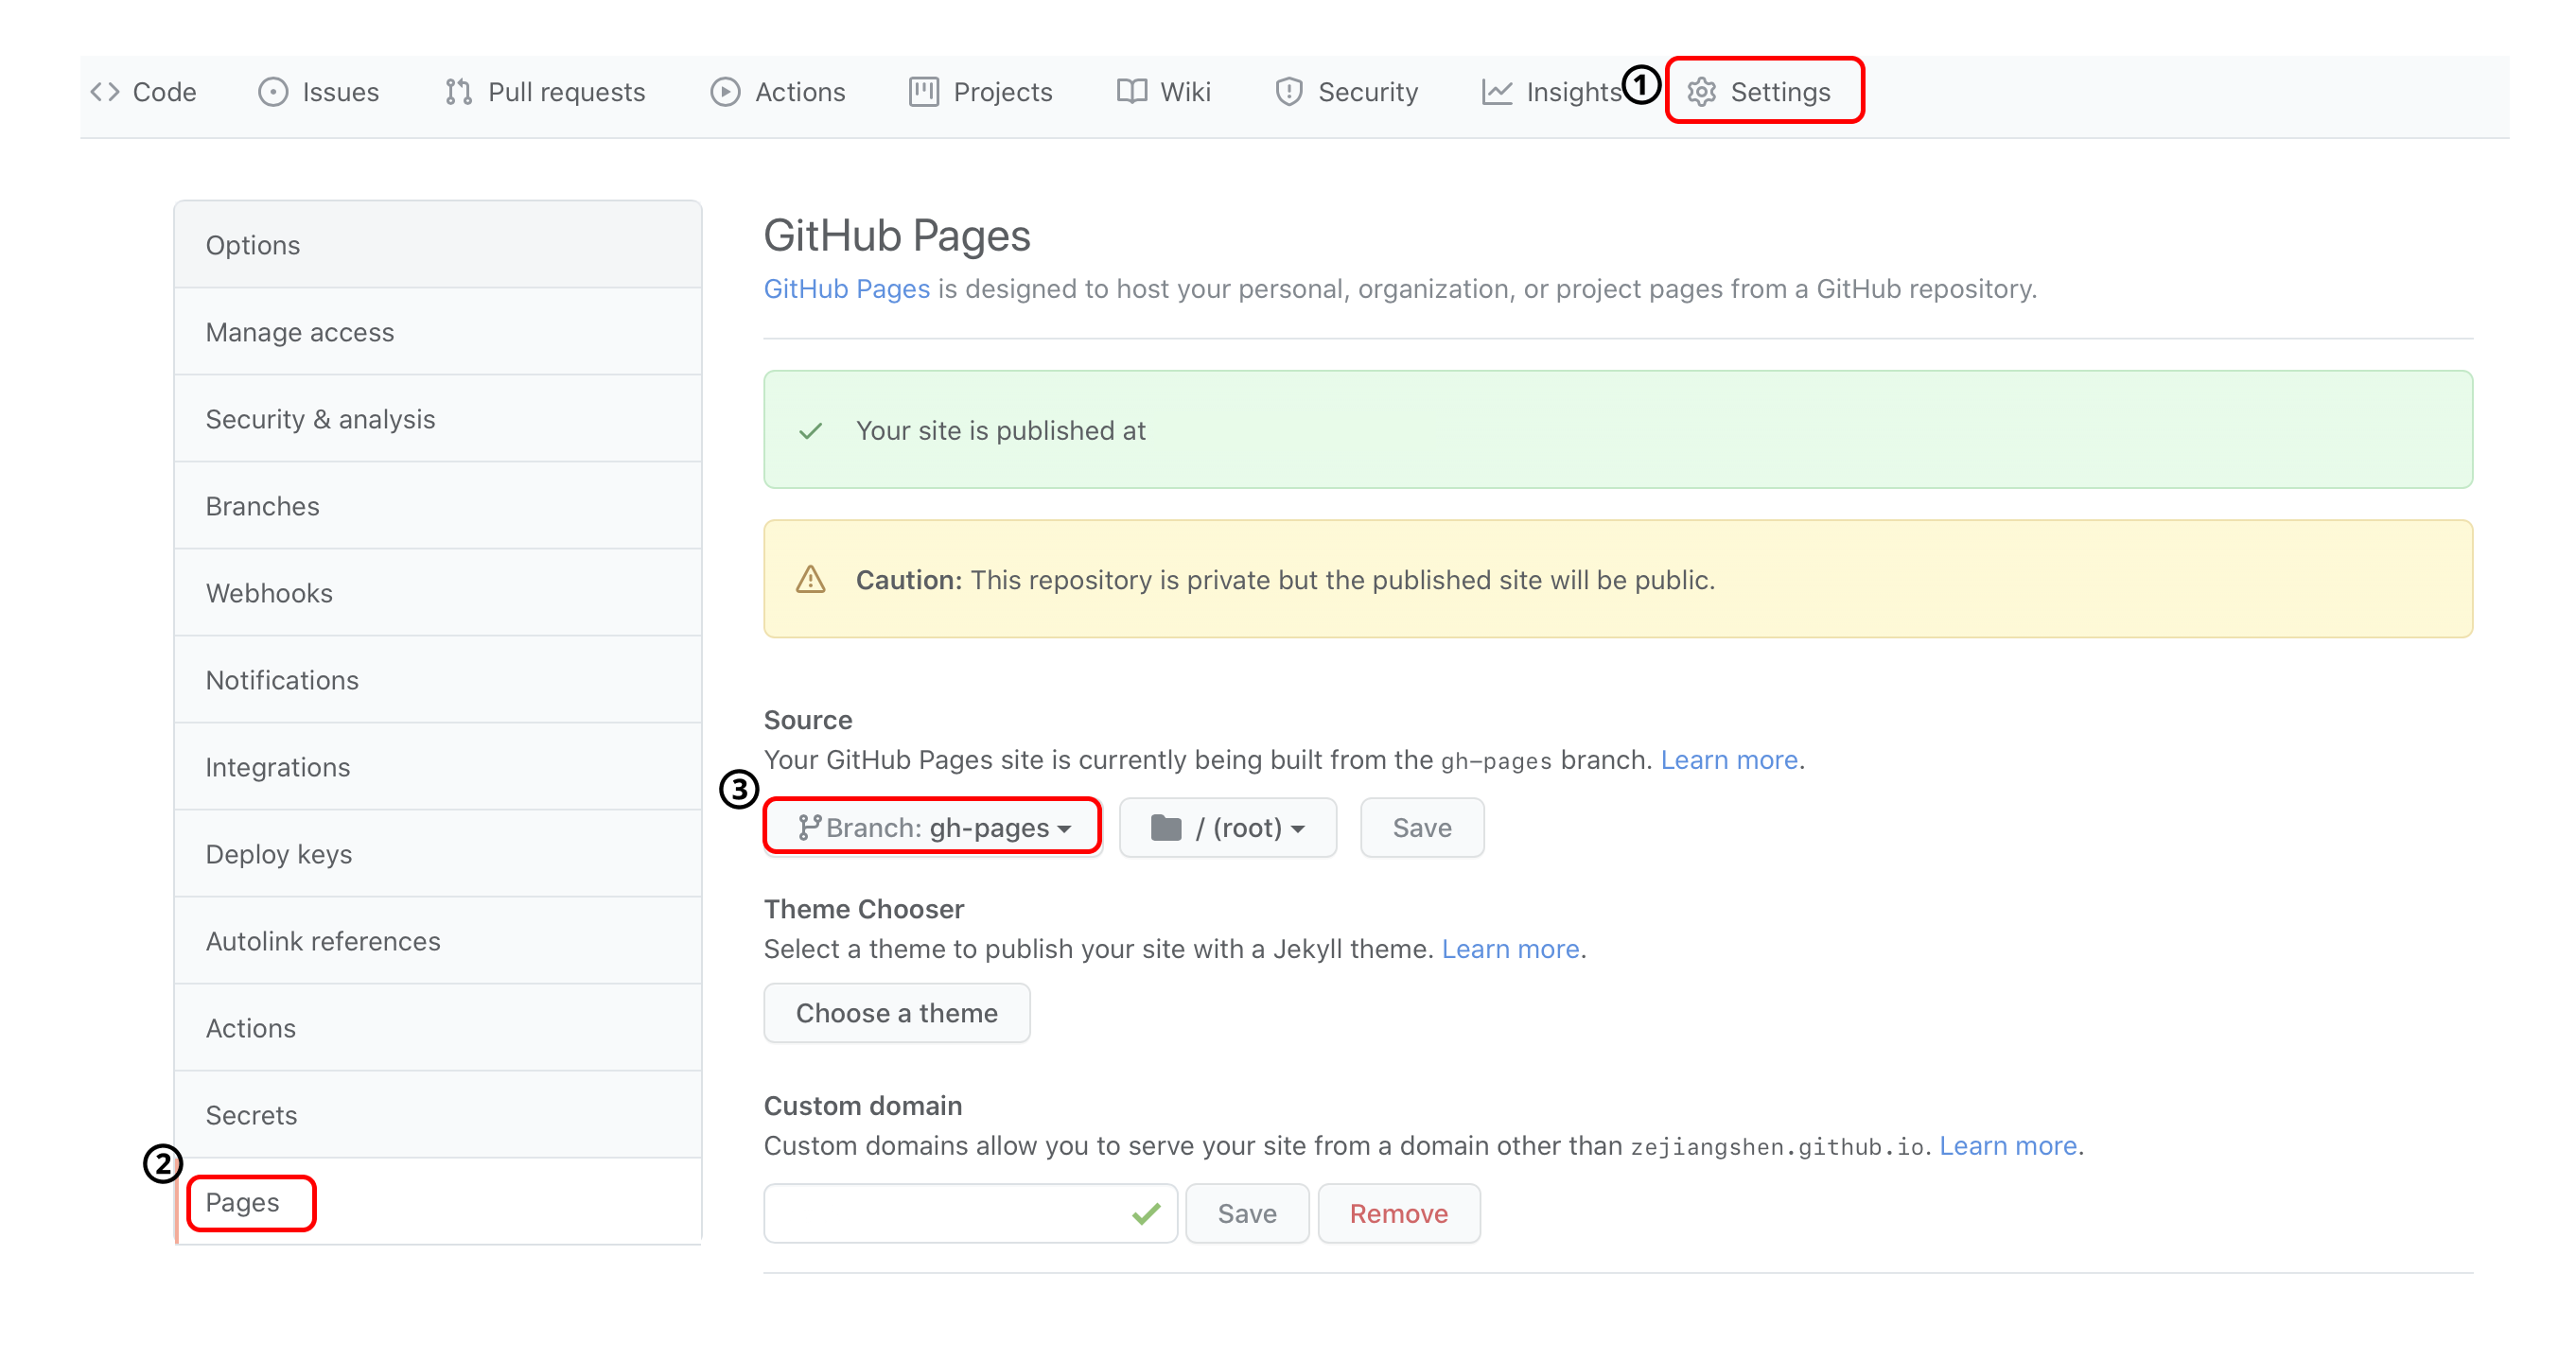 Code Issues Pull requests Actions Projects Wiki Security Insights ① Settings
Options
Manage access
Security & analysis
Branches
Webhooks
Notifications
Integrations
Deploy keys
Autolink references
Actions
Secrets
②
Pages
GitHub Pages
GitHub Pages is designed to host your personal, organization, or project pages from a GitHub repository.
Your site is published at
Caution: This repository is private but the published site will be public.
Source
Your GitHub Pages site is currently being built from the gh-pages branch. Learn more.
③
Branch: gh-pages / (root) Save
Theme Chooser
Select a theme to publish your site with a Jekyll theme. Learn more.
Choose a theme
Custom domain
Custom domains allow you to serve your site from a domain other than zejiangshen.github.io. Learn more.
Save Remove